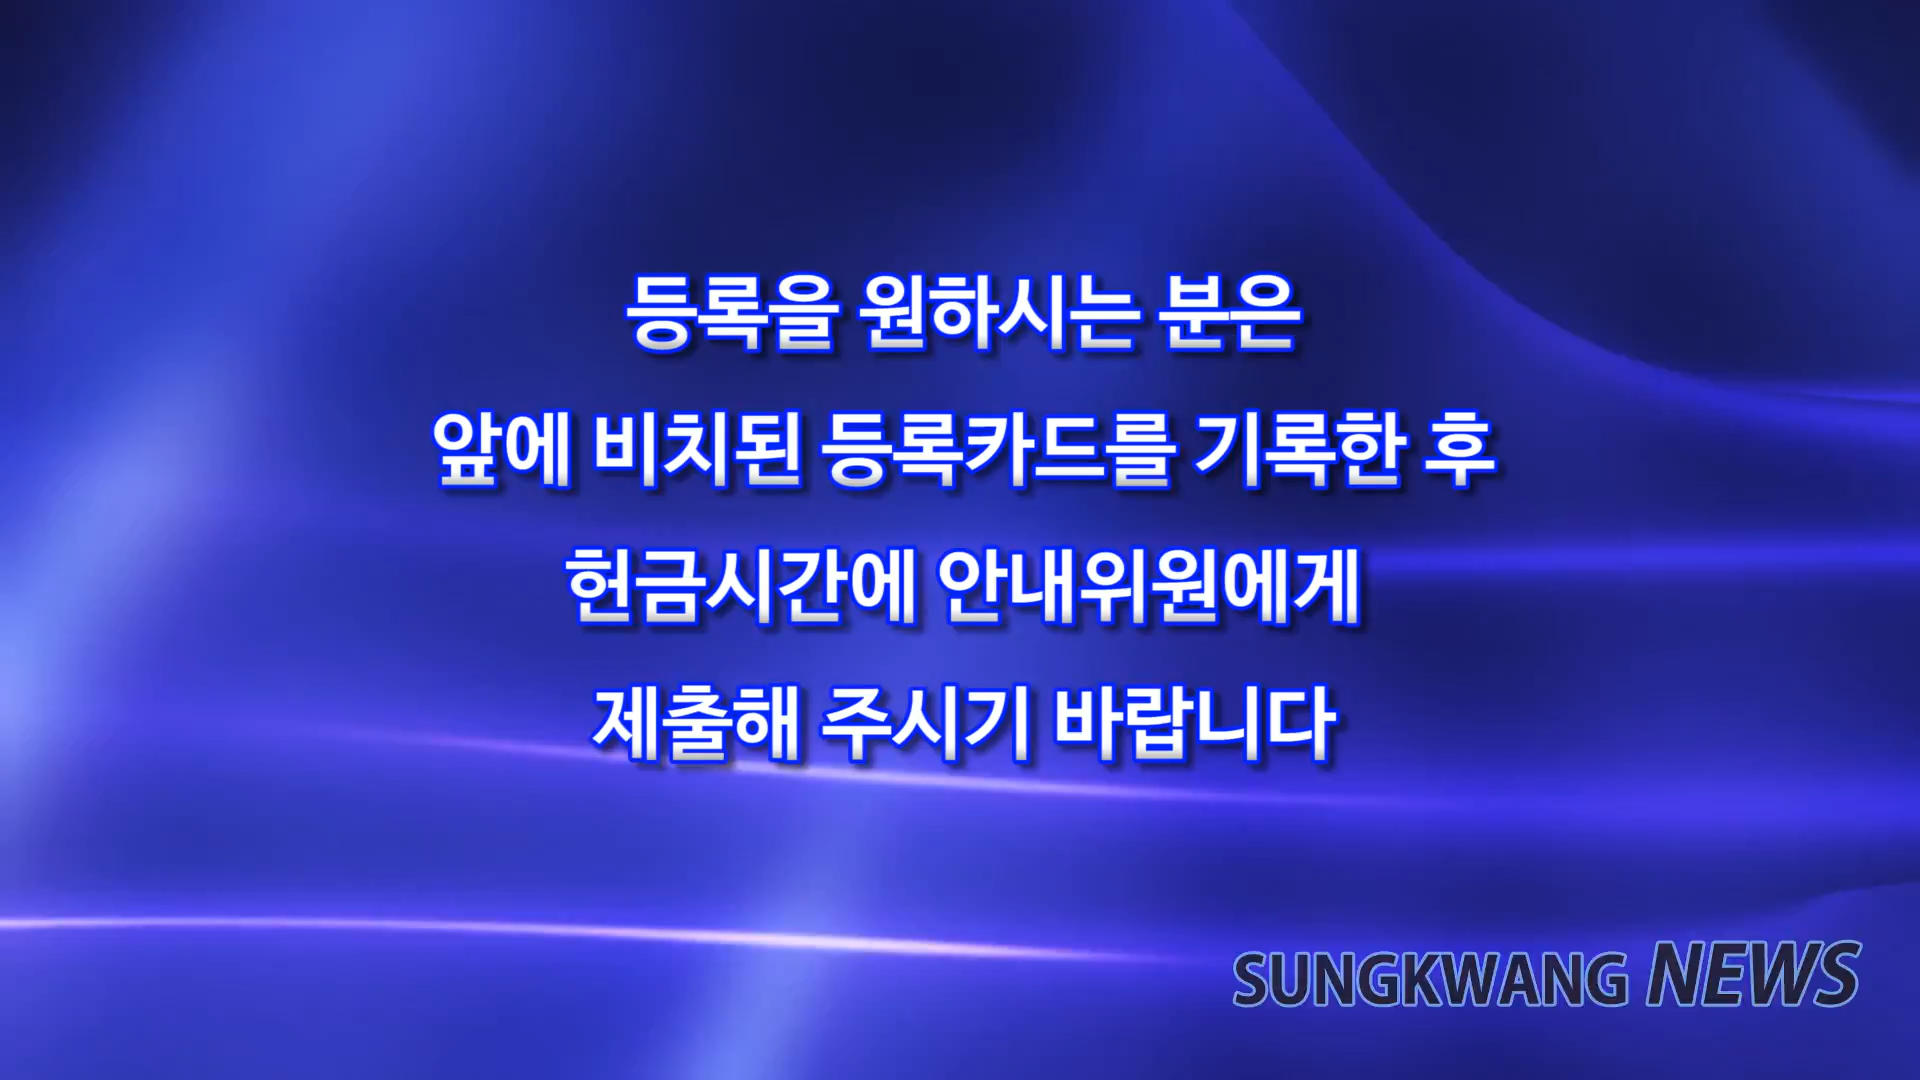 등록을 원하시는 분은
앞에 비치된 등록카드를 기록한 후
헌금시간에 안내위원에게
제출해 주시기 바랍니다
SUNGKWANG NEWS